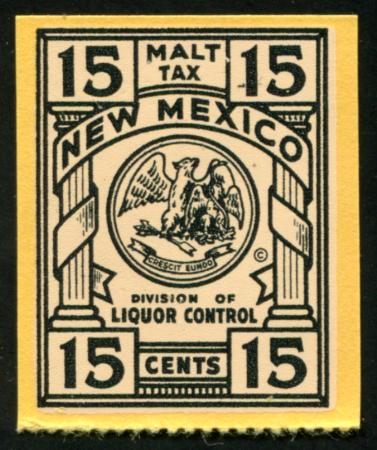 15 MALT 15
TAX
NEW MEXICO
CRESCIT EUNDO
©
DIVISION OF
LIQUOR CONTROL
15 CENTS 15